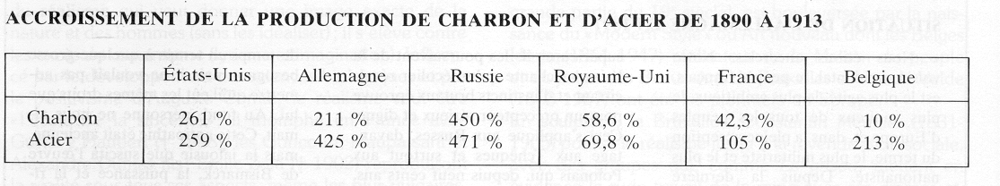 ACCROISSEMENT DE LA PRODUCTION DE CHARBON ET D'ACIER DE 1890 À 1913
États-Unis Allemagne Russie Royaume-Uni France Belgique
Charbon 261 % 211 % 450 % 58,6 % 42,3 % 10 %
Acier 259 % 425 % 471 % 69,8 % 105 % 213 %